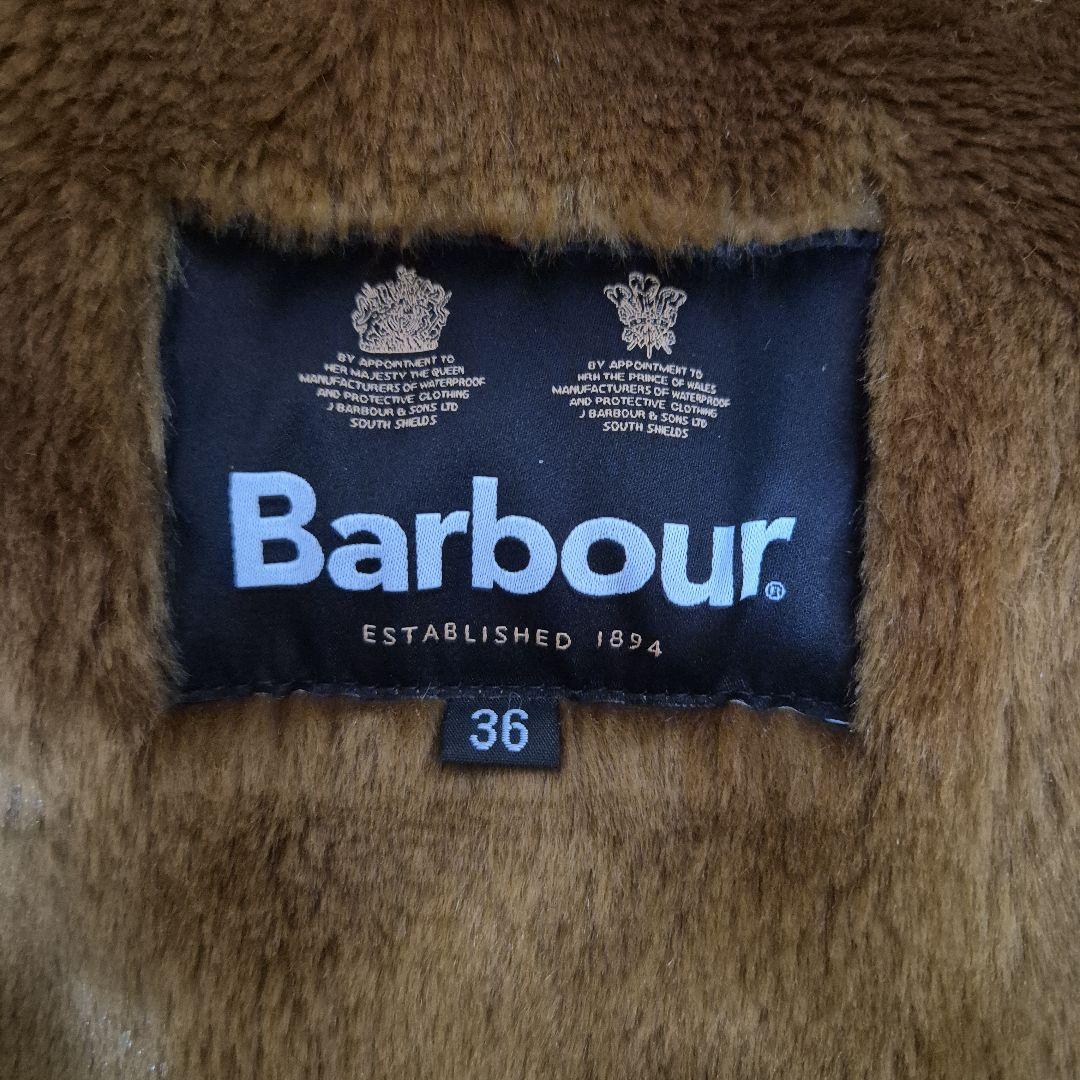 BY APPOINTMENT TO
HER MAJESTY THE QUEEN
MANUFACTURERS OF WATERPROOF
AND PROTECTIVE CLOTHING
J BARBOUR & SONS LTD
SOUTH SHIELDS
BY APPOINTMENT TO
HRH THE PRINCE OF WALES
MANUFACTURERS OF WATERPROOF
AND PROTECTIVE CLOTHING
J BARBOUR & SONS LTD
SOUTH SHIELDS
Barbour®
ESTABLISHED 1894
36